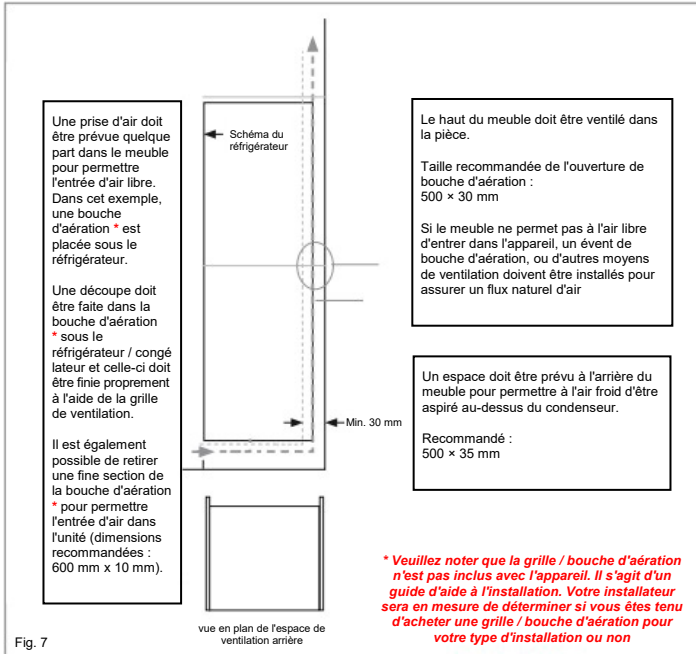 Une prise d'air doit
être prévue quelque
part dans le meuble
pour permettre
l'entrée d'air libre.
Dans cet exemple,
une bouche
d'aération * est
placée sous le
réfrigérateur.
Une découpe doit
être faite dans la
bouche d'aération
* sous le
réfrigérateur / congé
lateur et celle-ci doit
être finie proprement
à l'aide de la grille
de ventilation.
Il est également
possible de retirer
une fine section de
la bouche d'aération
* pour permettre
l'entrée d'air dans
l'unité (dimensions
recommandées :
600 mm x 10 mm).
Schéma du
réfrigérateur
Min. 30 mm
Le haut du meuble doit être ventilé dans
la pièce.
Taille recommandée de l'ouverture de
bouche d'aération :
500 × 30 mm
Si le meuble ne permet pas à l'air libre
d'entrer dans l'appareil, un évent de
bouche d'aération, ou d'autres moyens
de ventilation doivent être installés pour
assurer un flux naturel d'air
Un espace doit être prévu à l'arrière du
meuble pour permettre à l'air froid d'être
aspiré au-dessus du condenseur.
Recommandé :
500 × 35 mm
* Veuillez noter que la grille / bouche d'aération
n'est pas inclus avec l'appareil. Il s'agit d'un
guide d'aide à l'installation. Votre installateur
sera en mesure de déterminer si vous êtes tenu
d'acheter une grille / bouche d'aération pour
votre type d'installation ou non
vue en plan de l'espace de
ventilation arrière
Fig. 7